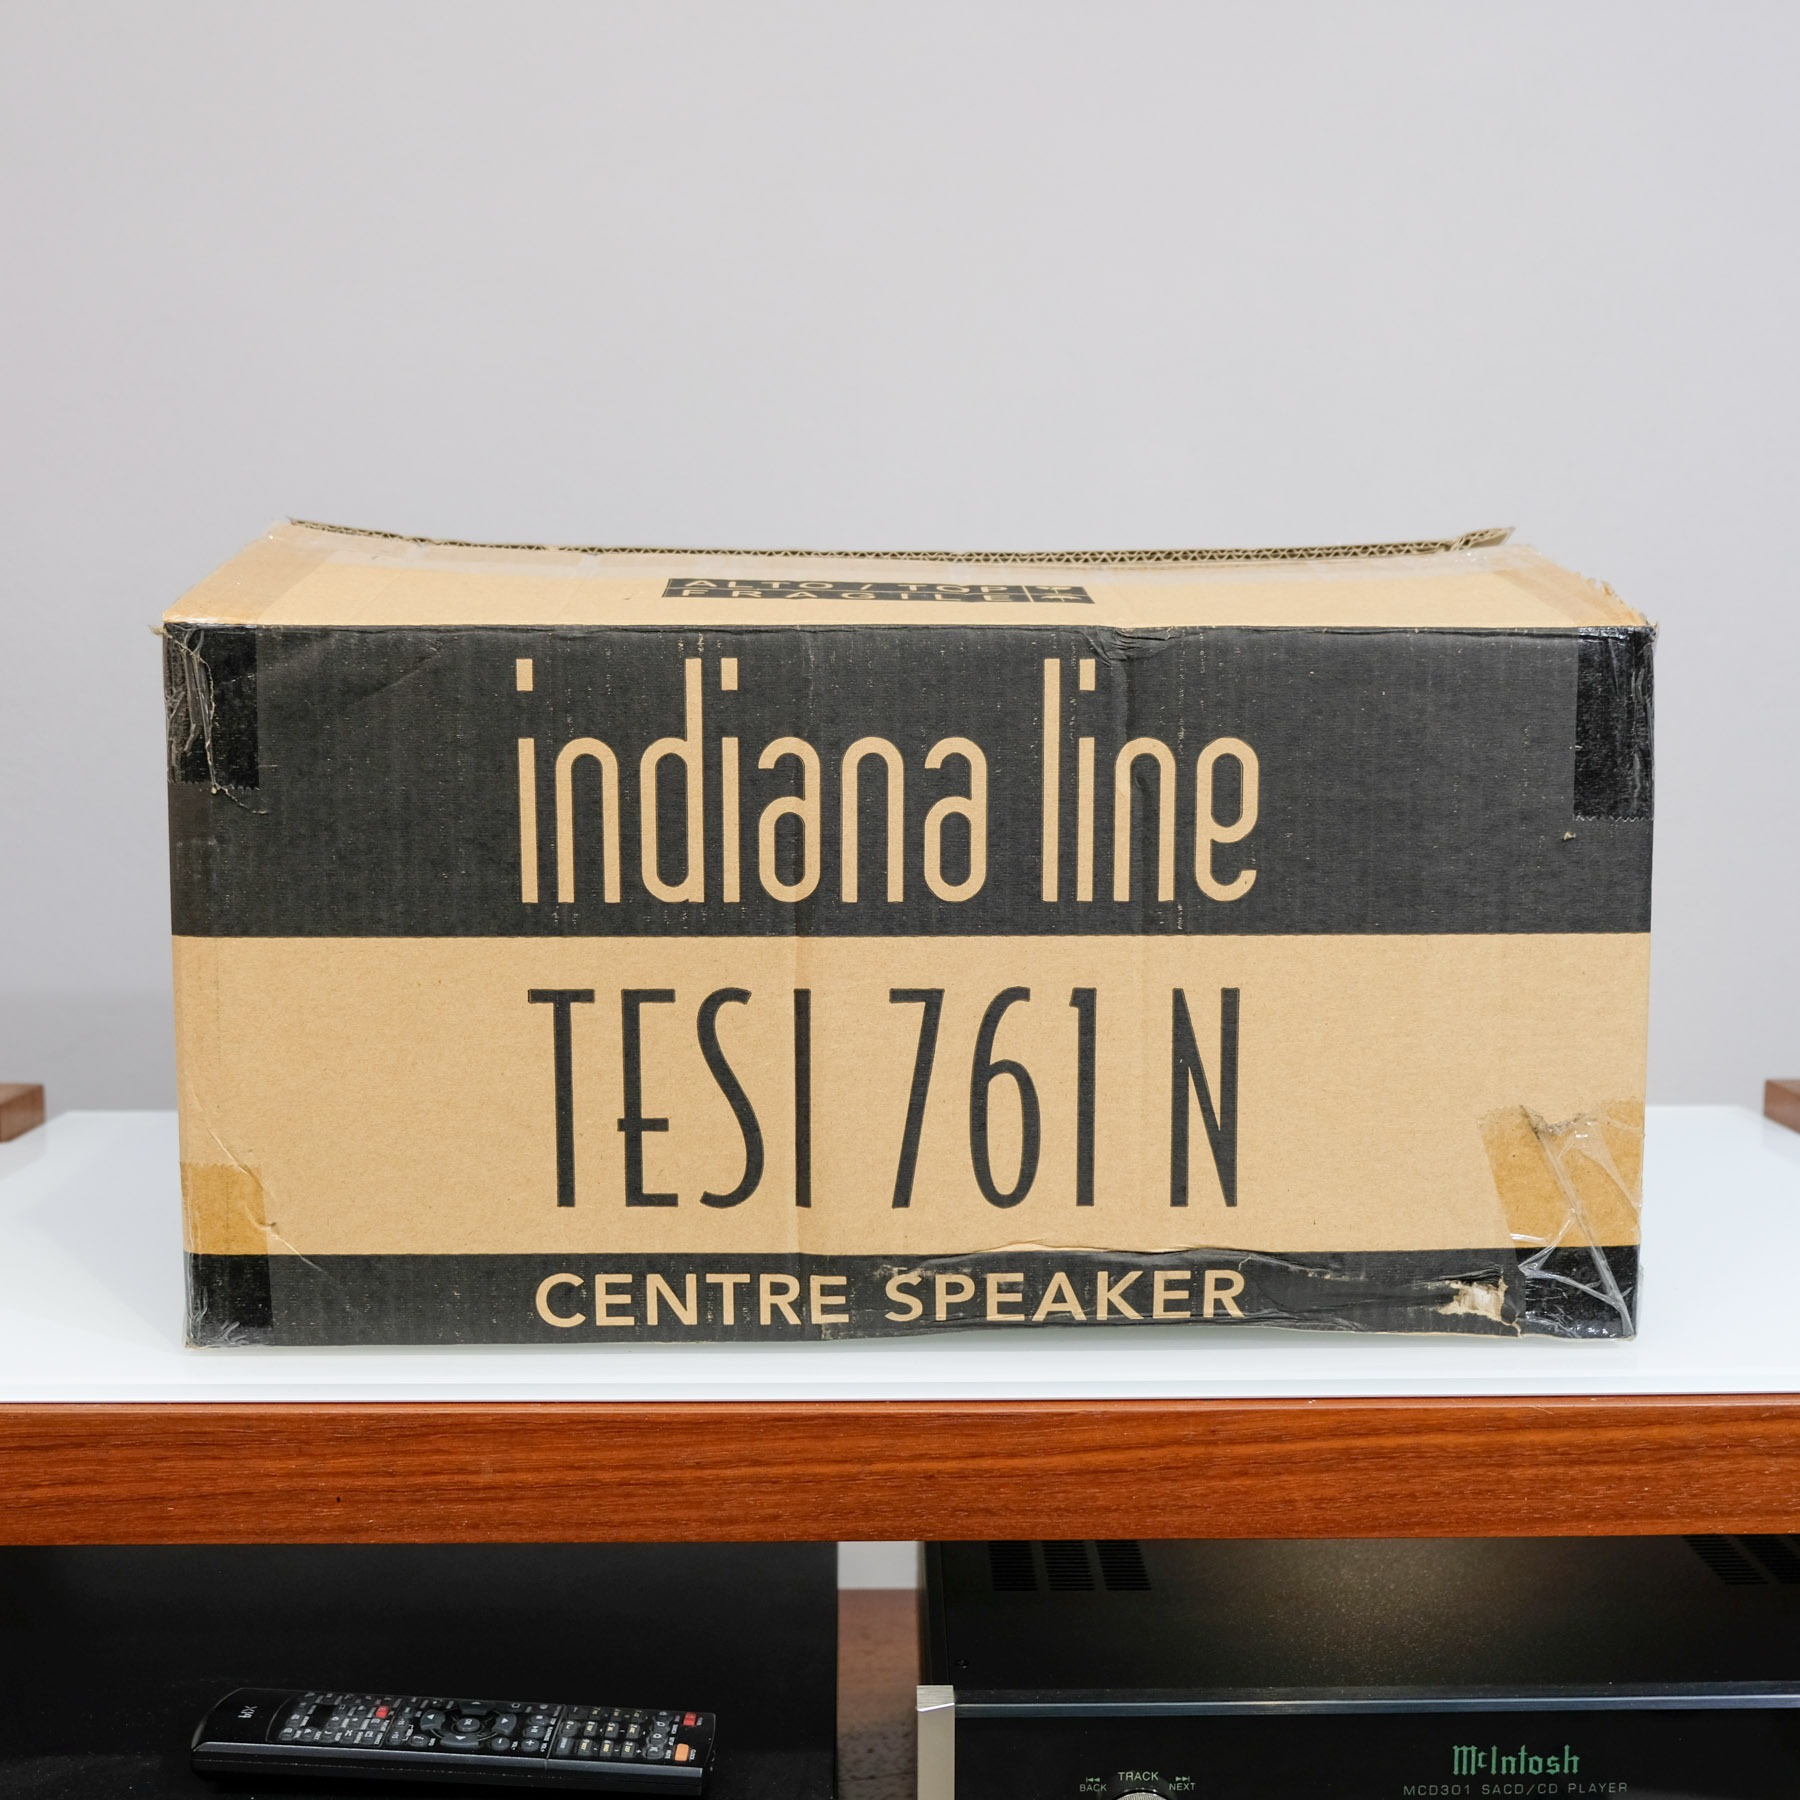 ALTO / TOP
FRAGILE
indiana line
TESI 761 N
CENTRE SPEAKER
McIntosh
TRACK
BACK NEXT
MCD301 SACD/CD PLAYER